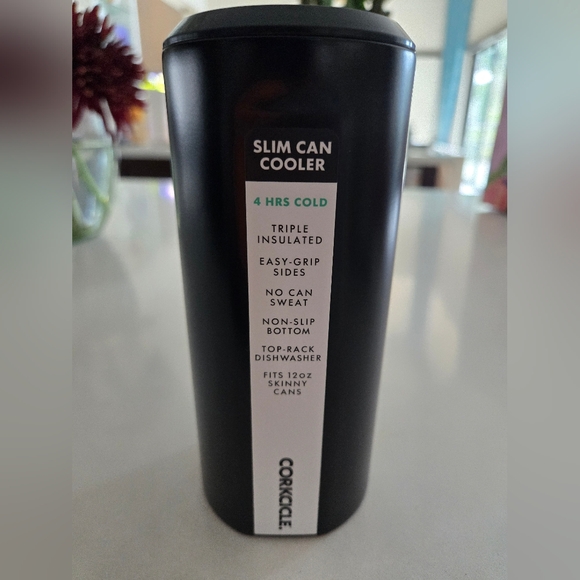 SLIM CAN
COOLER
4 HRS COLD
TRIPLE
INSULATED
EASY-GRIP
SIDES
NO CAN
SWEAT
NON-SLIP
BOTTOM
TOP-RACK
DISHWASHER
FITS 12oz
SKINNY
CANS
CORKCICLE.